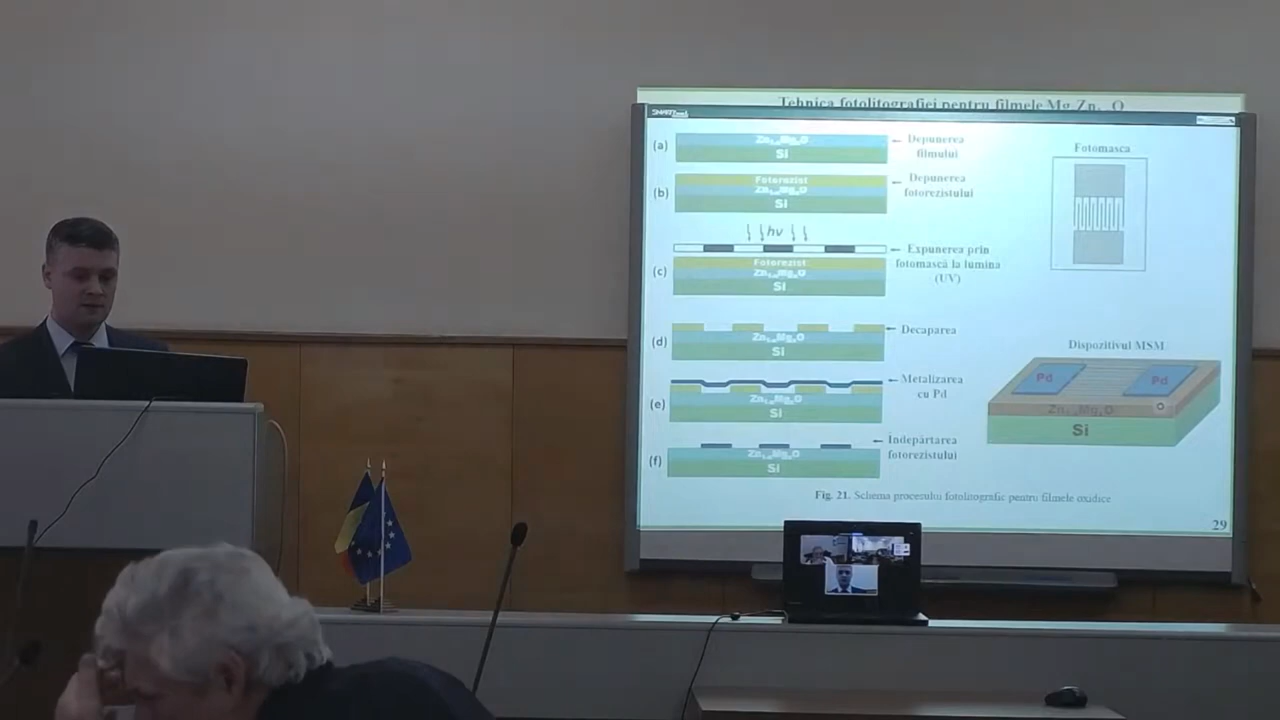 Tehnica fotolitografiei pentru filmele Mg Zn O
(a)
Zn₁₋ₓMgₓO
Si
Depunerea
filmului
(b)
Fotorezist
Zn₁₋ₓMgₓO
Si
Depunerea
fotorezistului
hν
(c)
Fotorezist
Zn₁₋ₓMgₓO
Si
Expunerea prin
fotomască la lumina
(UV)
(d)
Zn₁₋ₓMgₓO
Si
Decaparea
(e)
Zn₁₋ₓMgₓO
Si
Metalizarea
cu Pd
(f)
Zn₁₋ₓMgₓO
Si
Îndepărtarea
fotorezistului
Fotomasca
Dispozitivul MSM
Pd
Pd
Zn₁₋ₓMgₓO
Si
Fig. 21. Schema procesului fotolitografic pentru filmele oxidice
29